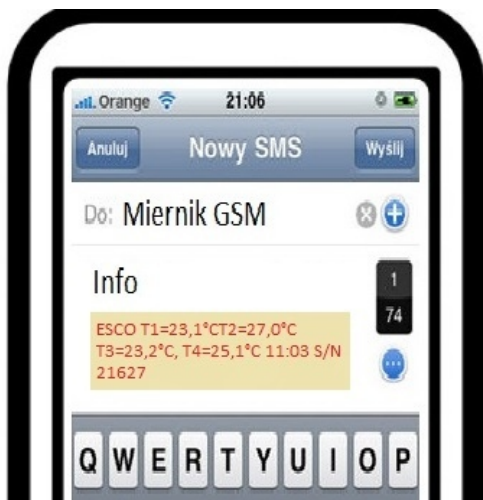 Orange 21:06
Anuluj Nowy SMS Wyślij
Do: Miernik GSM
Info
1
74
ESCO T1=23,1°CT2=27,0°C
T3=23,2°C, T4=25,1°C 11:03 S/N
21627
Q W E R T Y U I O P